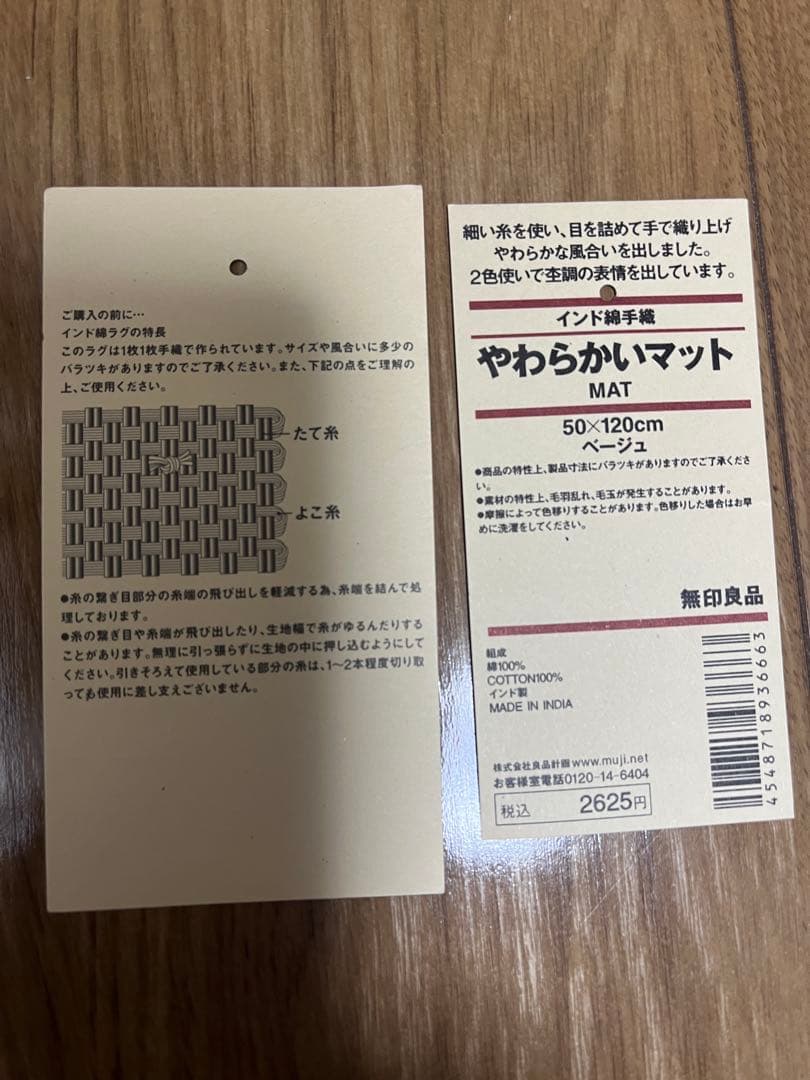 ご購入の前に…
インド綿ラグの特長
このラグは1枚1枚手織で作られています。サイズや風合いに多少の
バラツキがありますのでご了承ください。また、下記の点をご理解の
上、ご使用ください。
たて糸
よこ糸
●糸の繋ぎ目部分の糸端の飛び出しを軽減する為、糸端を結んで処
理しております。
●糸の繋ぎ目や糸端が飛び出したり、生地幅で糸がゆるんだりする
ことがあります。無理に引っ張らずに生地の中に押し込むようにして
ください。引きそろえて使用している部分の糸は、1〜2本程度切り取
っても使用に差し支えございません。
細い糸を使い、目を詰めて手で織り上げ
やわらかな風合いを出しました。
2色使いで杢調の表情を出しています。
インド綿手織
やわらかいマット
MAT
50×120cm
ベージュ
●商品の特性上、製品寸法にバラツキがありますのでご了承くださ
い。
●素材の特性上、毛羽乱れ、毛玉が発生することがあります。
●摩擦によって色移りすることがあります。色移りした場合はお早
めに洗濯をしてください。
無印良品
組成
綿100%
COTTON100%
インド製
MADE IN INDIA
株式会社良品計画 www.muji.net
お客様室電話0120-14-6404
税込 2625円
4548718936663